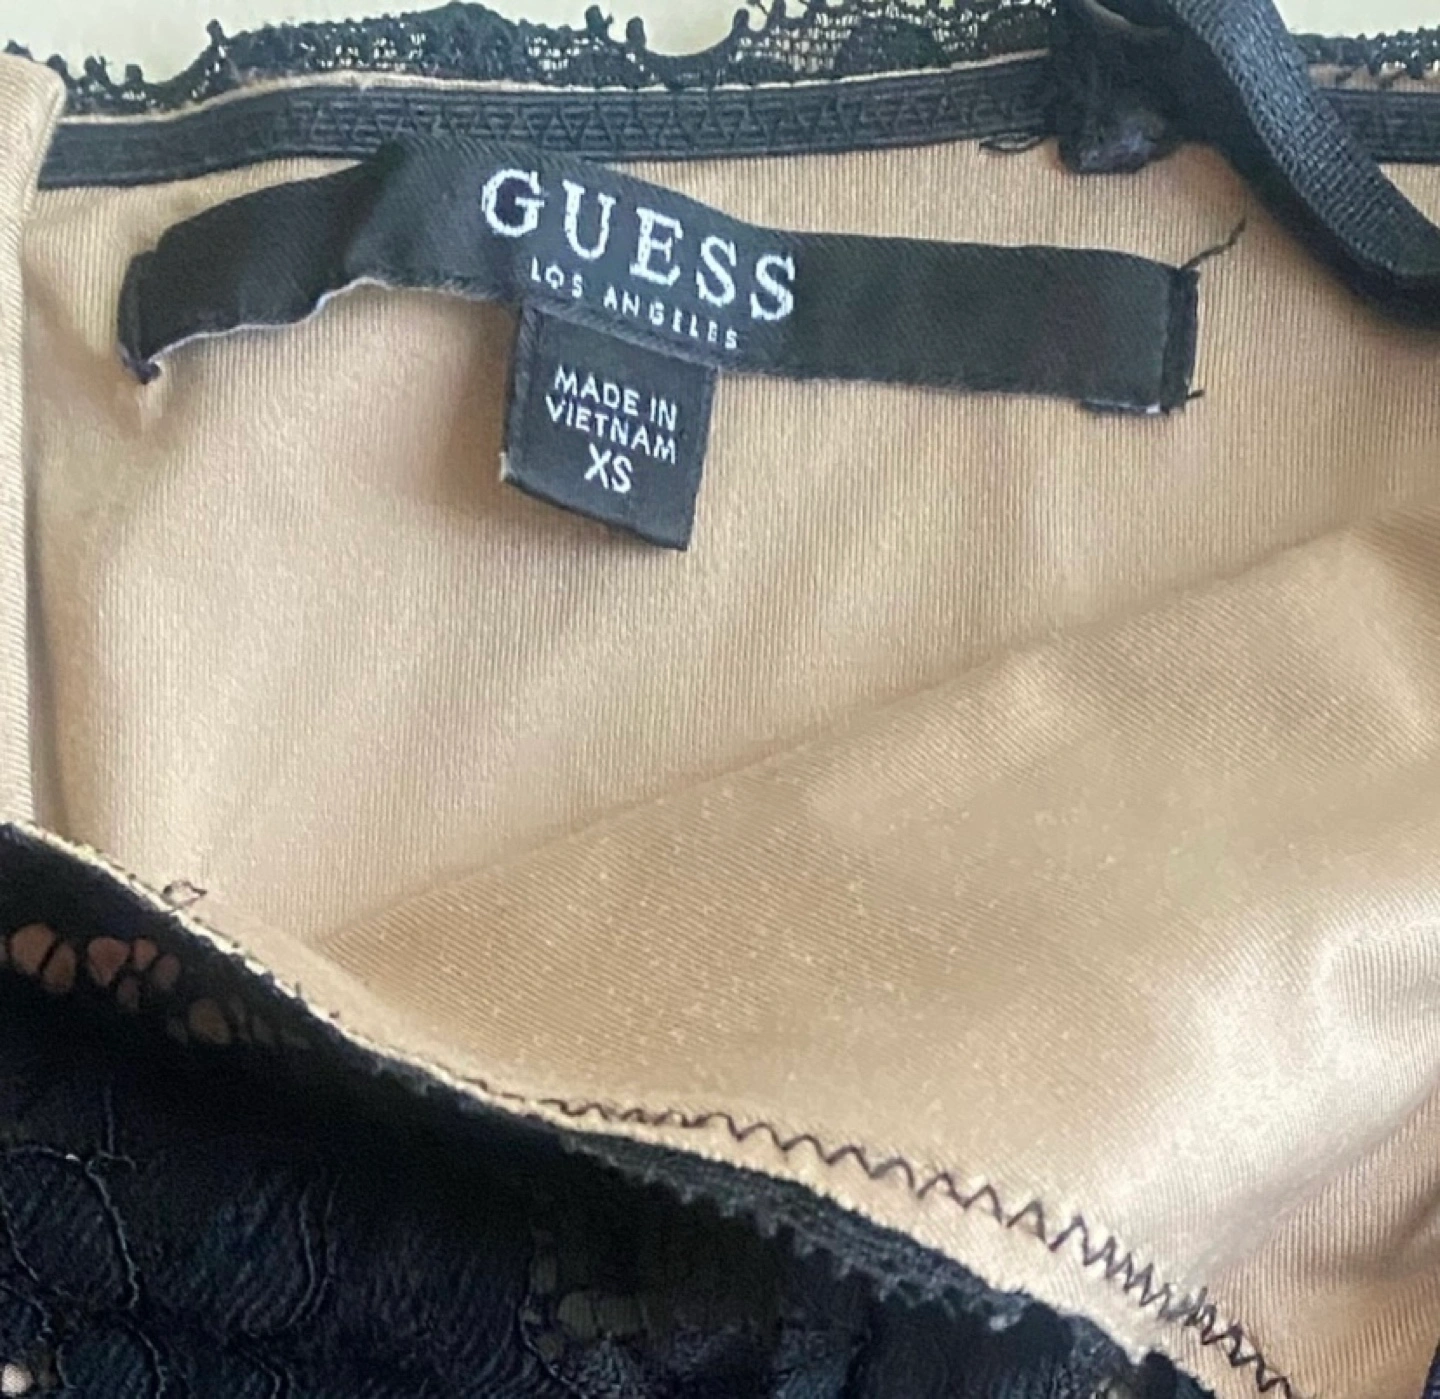 GUESS
LOS ANGELES
MADE IN
VIETNAM
XS